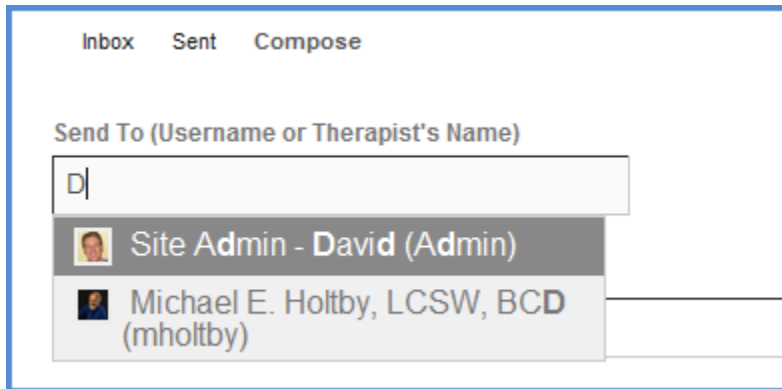 Inbox Sent Compose
Send To (Username or Therapist's Name)
D
Site Admin - David (Admin)
Michael E. Holtby, LCSW, BCD
(mholtby)